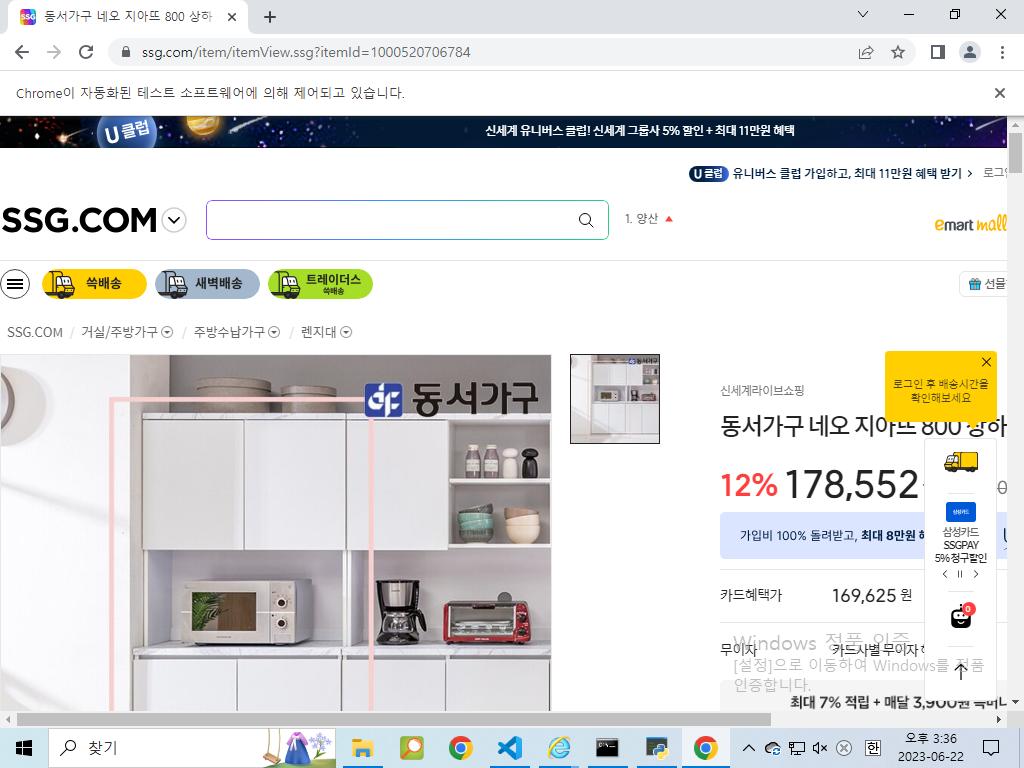 동서가구 네오 지아뜨 800 상하
ssg.com/item/itemView.ssg?itemId=1000520706784
Chrome이 자동화된 테스트 소프트웨어에 의해 제어되고 있습니다.
U 클럽
신세계 유니버스 클럽! 신세계 그룹사 5% 할인 + 최대 11만원 혜택
U 클럽 유니버스 클럽 가입하고, 최대 11만원 혜택 받기 >
SSG.COM
1. 양산
emart mall
쓱배송
새벽배송
트레이더스
쓱배송
선물
SSG.COM / 거실/주방가구 / 주방수납가구 / 렌지대
동서가구
신세계라이브쇼핑
로그인 후 배송시간을
확인해보세요
동서가구 네오 지아뜨 800 상하
12% 178,552
삼성카드
삼성카드
SSGPAY
5% 청구할인
가입비 100% 돌려받고, 최대 8만원
카드혜택가 169,625 원
0
무이자 카드사별 무이자
Windows 정품 인증
[설정]으로 이동하여 Windows를 정품
인증합니다.
최대 7% 적립 + 매달 3,900원
찾기
한
오후 3:36
2023-06-22